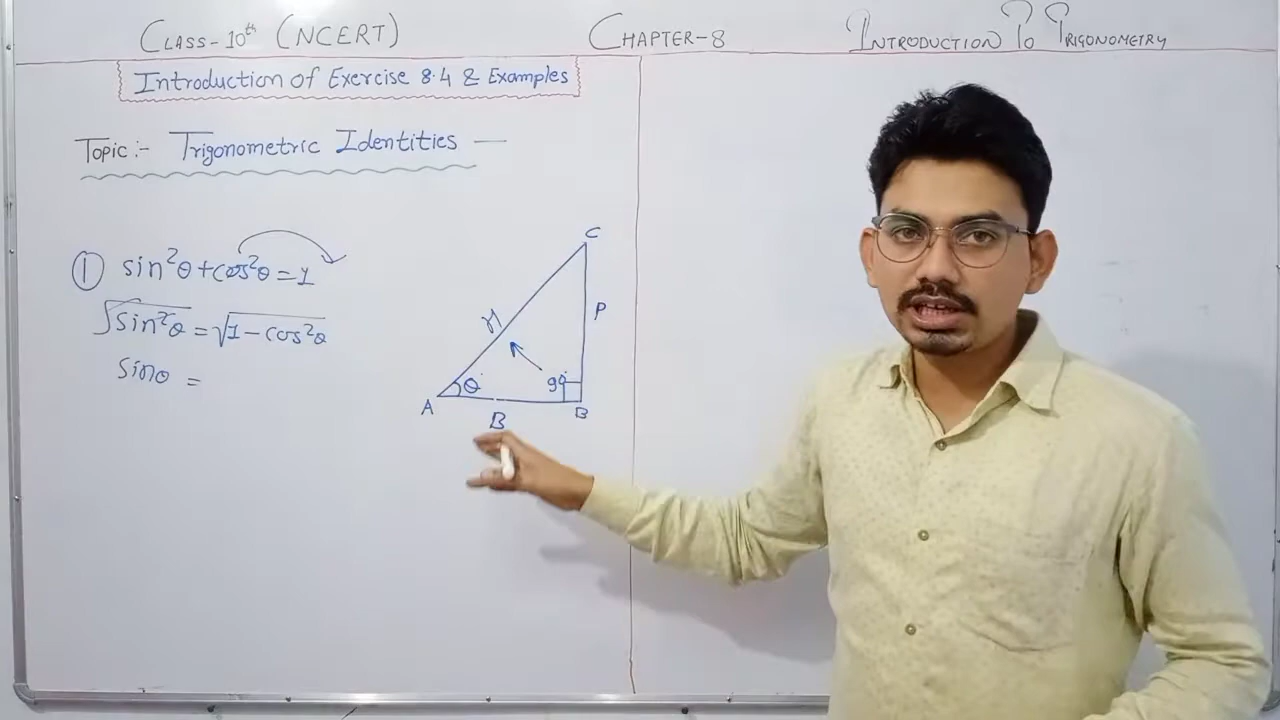 CLASS-10th (NCERT) CHAPTER-8 INTRODUCTION TO TRIGONOMETRY
Introduction of Exercise 8.4 & Examples
TOPIC:- Trigonometric Identities —
① sin²θ+cos²θ=1
√sin²θ = √1-cos²θ
sinθ =
C
P
H
θ
90°
A
B
B